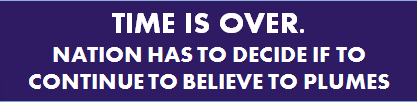 TIME IS OVER.
NATION HAS TO DECIDE IF TO
CONTINUE TO BELIEVE TO PLUMES